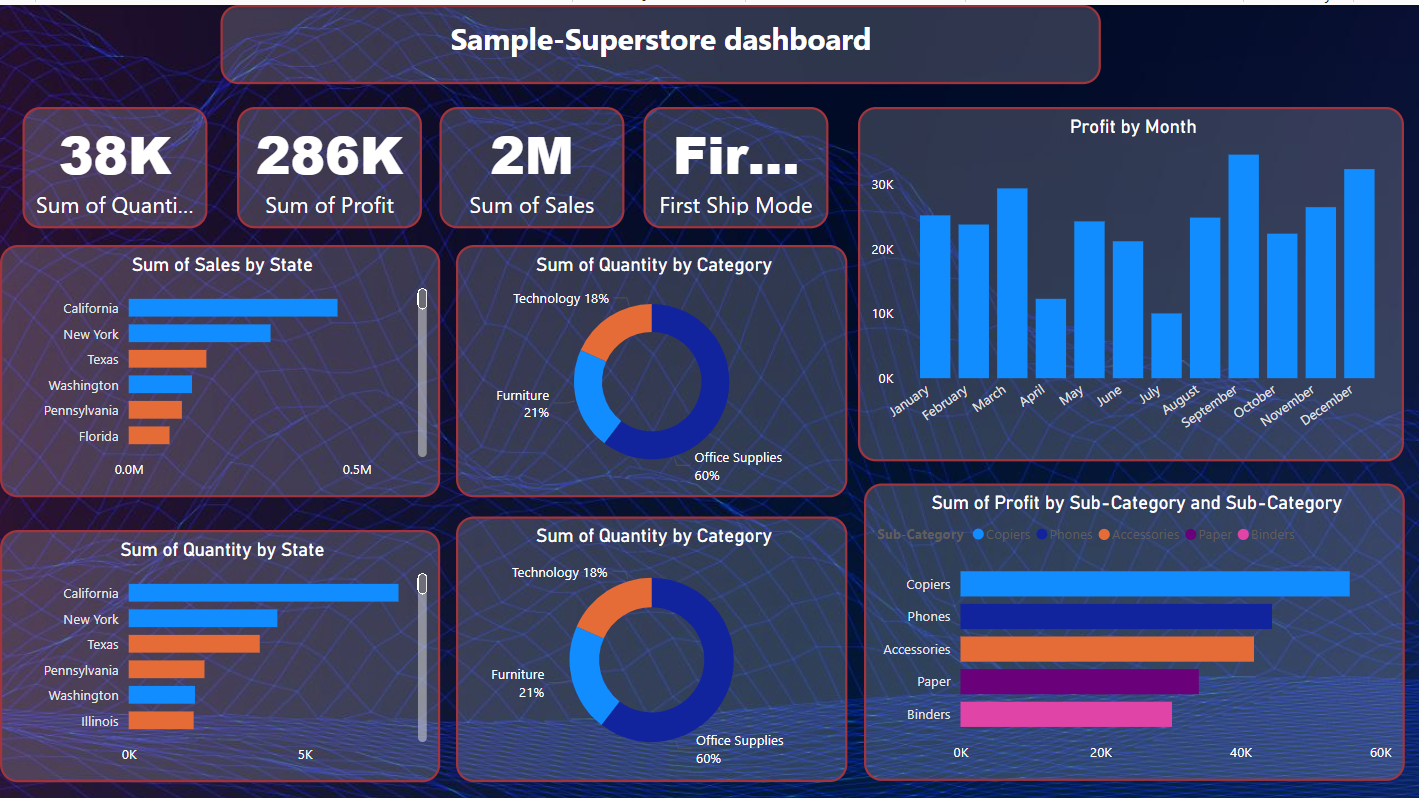 Sample-Superstore dashboard
38K
Sum of Quanti...
286K
Sum of Profit
2M
Sum of Sales
Fir...
First Ship Mode
Profit by Month
30K
20K
10K
0K
January
February
March
April
May
June
July
August
September
October
November
December
Sum of Sales by State
California
New York
Texas
Washington
Pennsylvania
Florida
0.0M 0.5M
Sum of Quantity by Category
Technology 18%
Furniture
21%
Office Supplies
60%
Sum of Profit by Sub-Category and Sub-Category
Sub-Category Copiers Phones Accessories Paper Binders
Copiers
Phones
Accessories
Paper
Binders
0K 20K 40K 60K
Sum of Quantity by State
California
New York
Texas
Pennsylvania
Washington
Illinois
0K 5K
Sum of Quantity by Category
Technology 18%
Furniture
21%
Office Supplies
60%